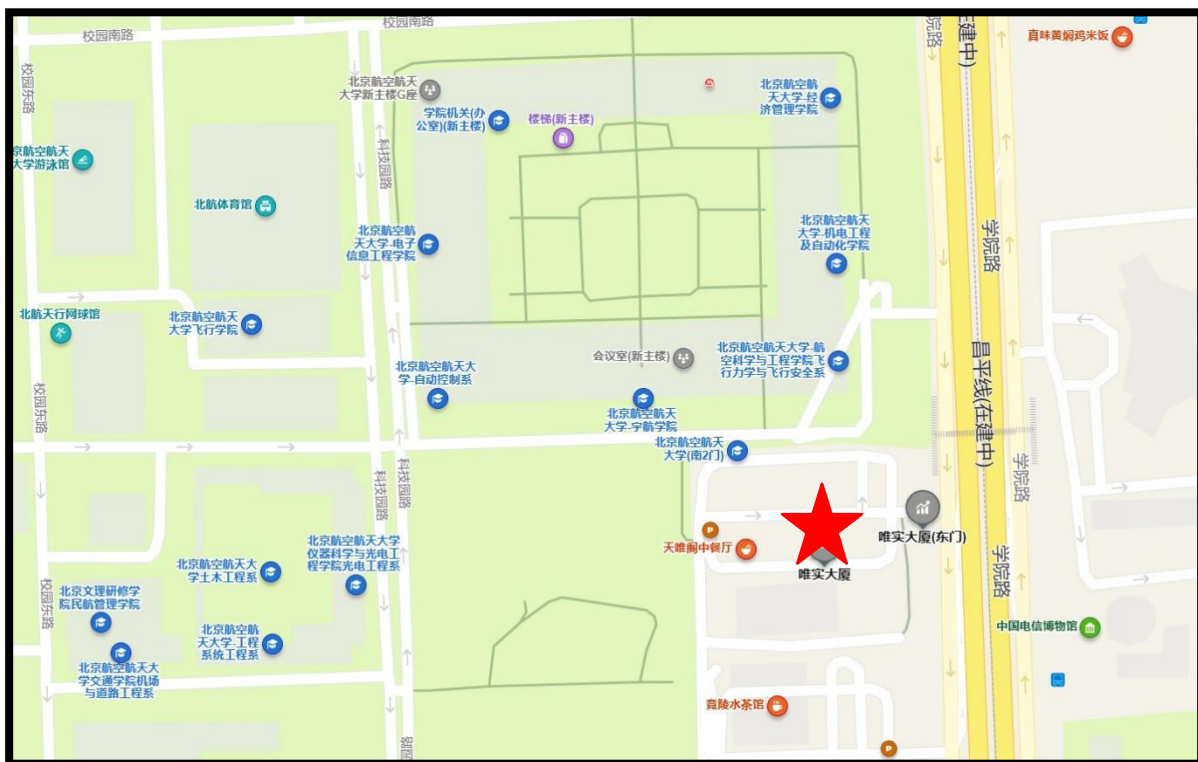 校园南路
校园南路
学院路
在建中)
真味黄焖鸡米饭
校园东路
北京航空航天
大学新主楼G座
学院机关(办
公室)(新主楼)
楼梯(新主楼)
北京航空航
天大学-经
济管理学院
京航空航天
大学游泳馆
科技园路
北航体育馆
北京航空航
天大学-电子
信息工程学院
北京航空航天
大学-机电工程
及自动化学院
学院路
北航天行网球馆
北京航空航天
大学飞行学院
北京航空航天大
学-自动控制系
会议室(新主楼)
北京航空航天大学-航
空科学与工程学院飞
行力学与飞行安全系
昌平线(在建中)
校园东路
北京航空航天
大学-宇航学院
北京航空航天
大学(南2门)
科技园路
科技园路
学院路
P
天唯阁中餐厅
唯实大厦
唯实大厦(东门)
北京航空航天大学
仪器科学与光电工
程学院光电工程系
北京航空航天大
学土木工程系
学院路
校园东路
北京文理研修学
院民航管理学院
北京航空航
天大学-工程
系统工程系
中国电信博物馆
北京航空航天大
学交通学院机场
与道路工程系
竟陵水茶馆
P
园路